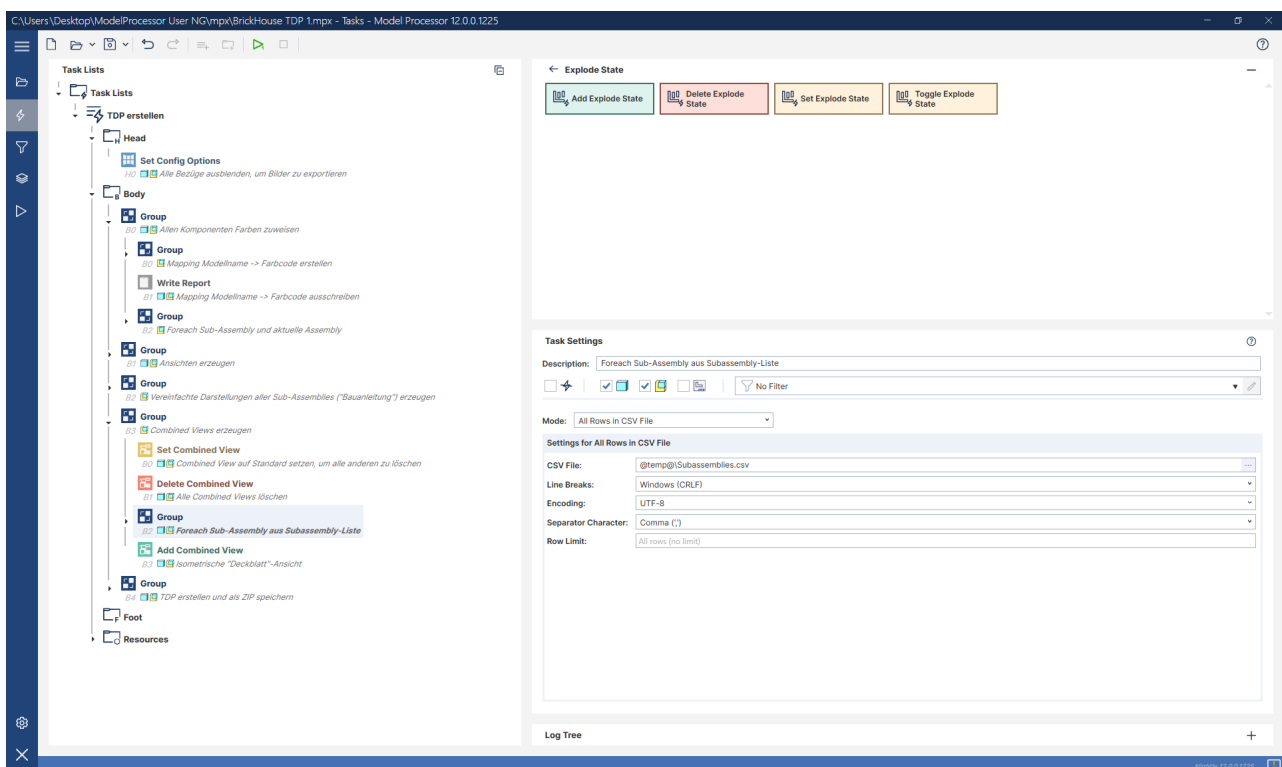 C:\Users\Desktop\ModelProcessor User NG\mpx\BrickHouse TDP 1.mpx - Tasks - Model Processor 12.0.0.1225
Task Lists
Task Lists
TDP erstellen
Head
Set Config Options
H0 Alle Bezüge ausblenden, um Bilder zu exportieren
Body
Group
B0 Allen Komponenten Farben zuweisen
Group
B0 Mapping Modellname -> Farbcode erstellen
Write Report
B1 Mapping Modellname -> Farbcode ausschreiben
Group
B2 Foreach Sub-Assembly und aktuelle Assembly
Group
B1 Ansichten erzeugen
Group
B2 Vereinfachte Darstellungen aller Sub-Assemblies ("Bauanleitung") erzeugen
Group
B3 Combined Views erzeugen
Set Combined View
B0 Combined View auf Standard setzen, um alle anderen zu löschen
Delete Combined View
B1 Alle Combined Views löschen
Group
B2 Foreach Sub-Assembly aus Subassembly-Liste
Add Combined View
B3 Isometrische "Deckblatt"-Ansicht
Group
B4 TDP erstellen und als ZIP speichern
Foot
Resources
Explode State
Add Explode State
Delete Explode State
Set Explode State
Toggle Explode State
Task Settings
Description: Foreach Sub-Assembly aus Subassembly-Liste
No Filter
Mode: All Rows in CSV File
Settings for All Rows in CSV File
CSV File: @temp@\Subassemblies.csv
Line Breaks: Windows (CRLF)
Encoding: UTF-8
Separator Character: Comma (',')
Row Limit: All rows (no limit)
Log Tree